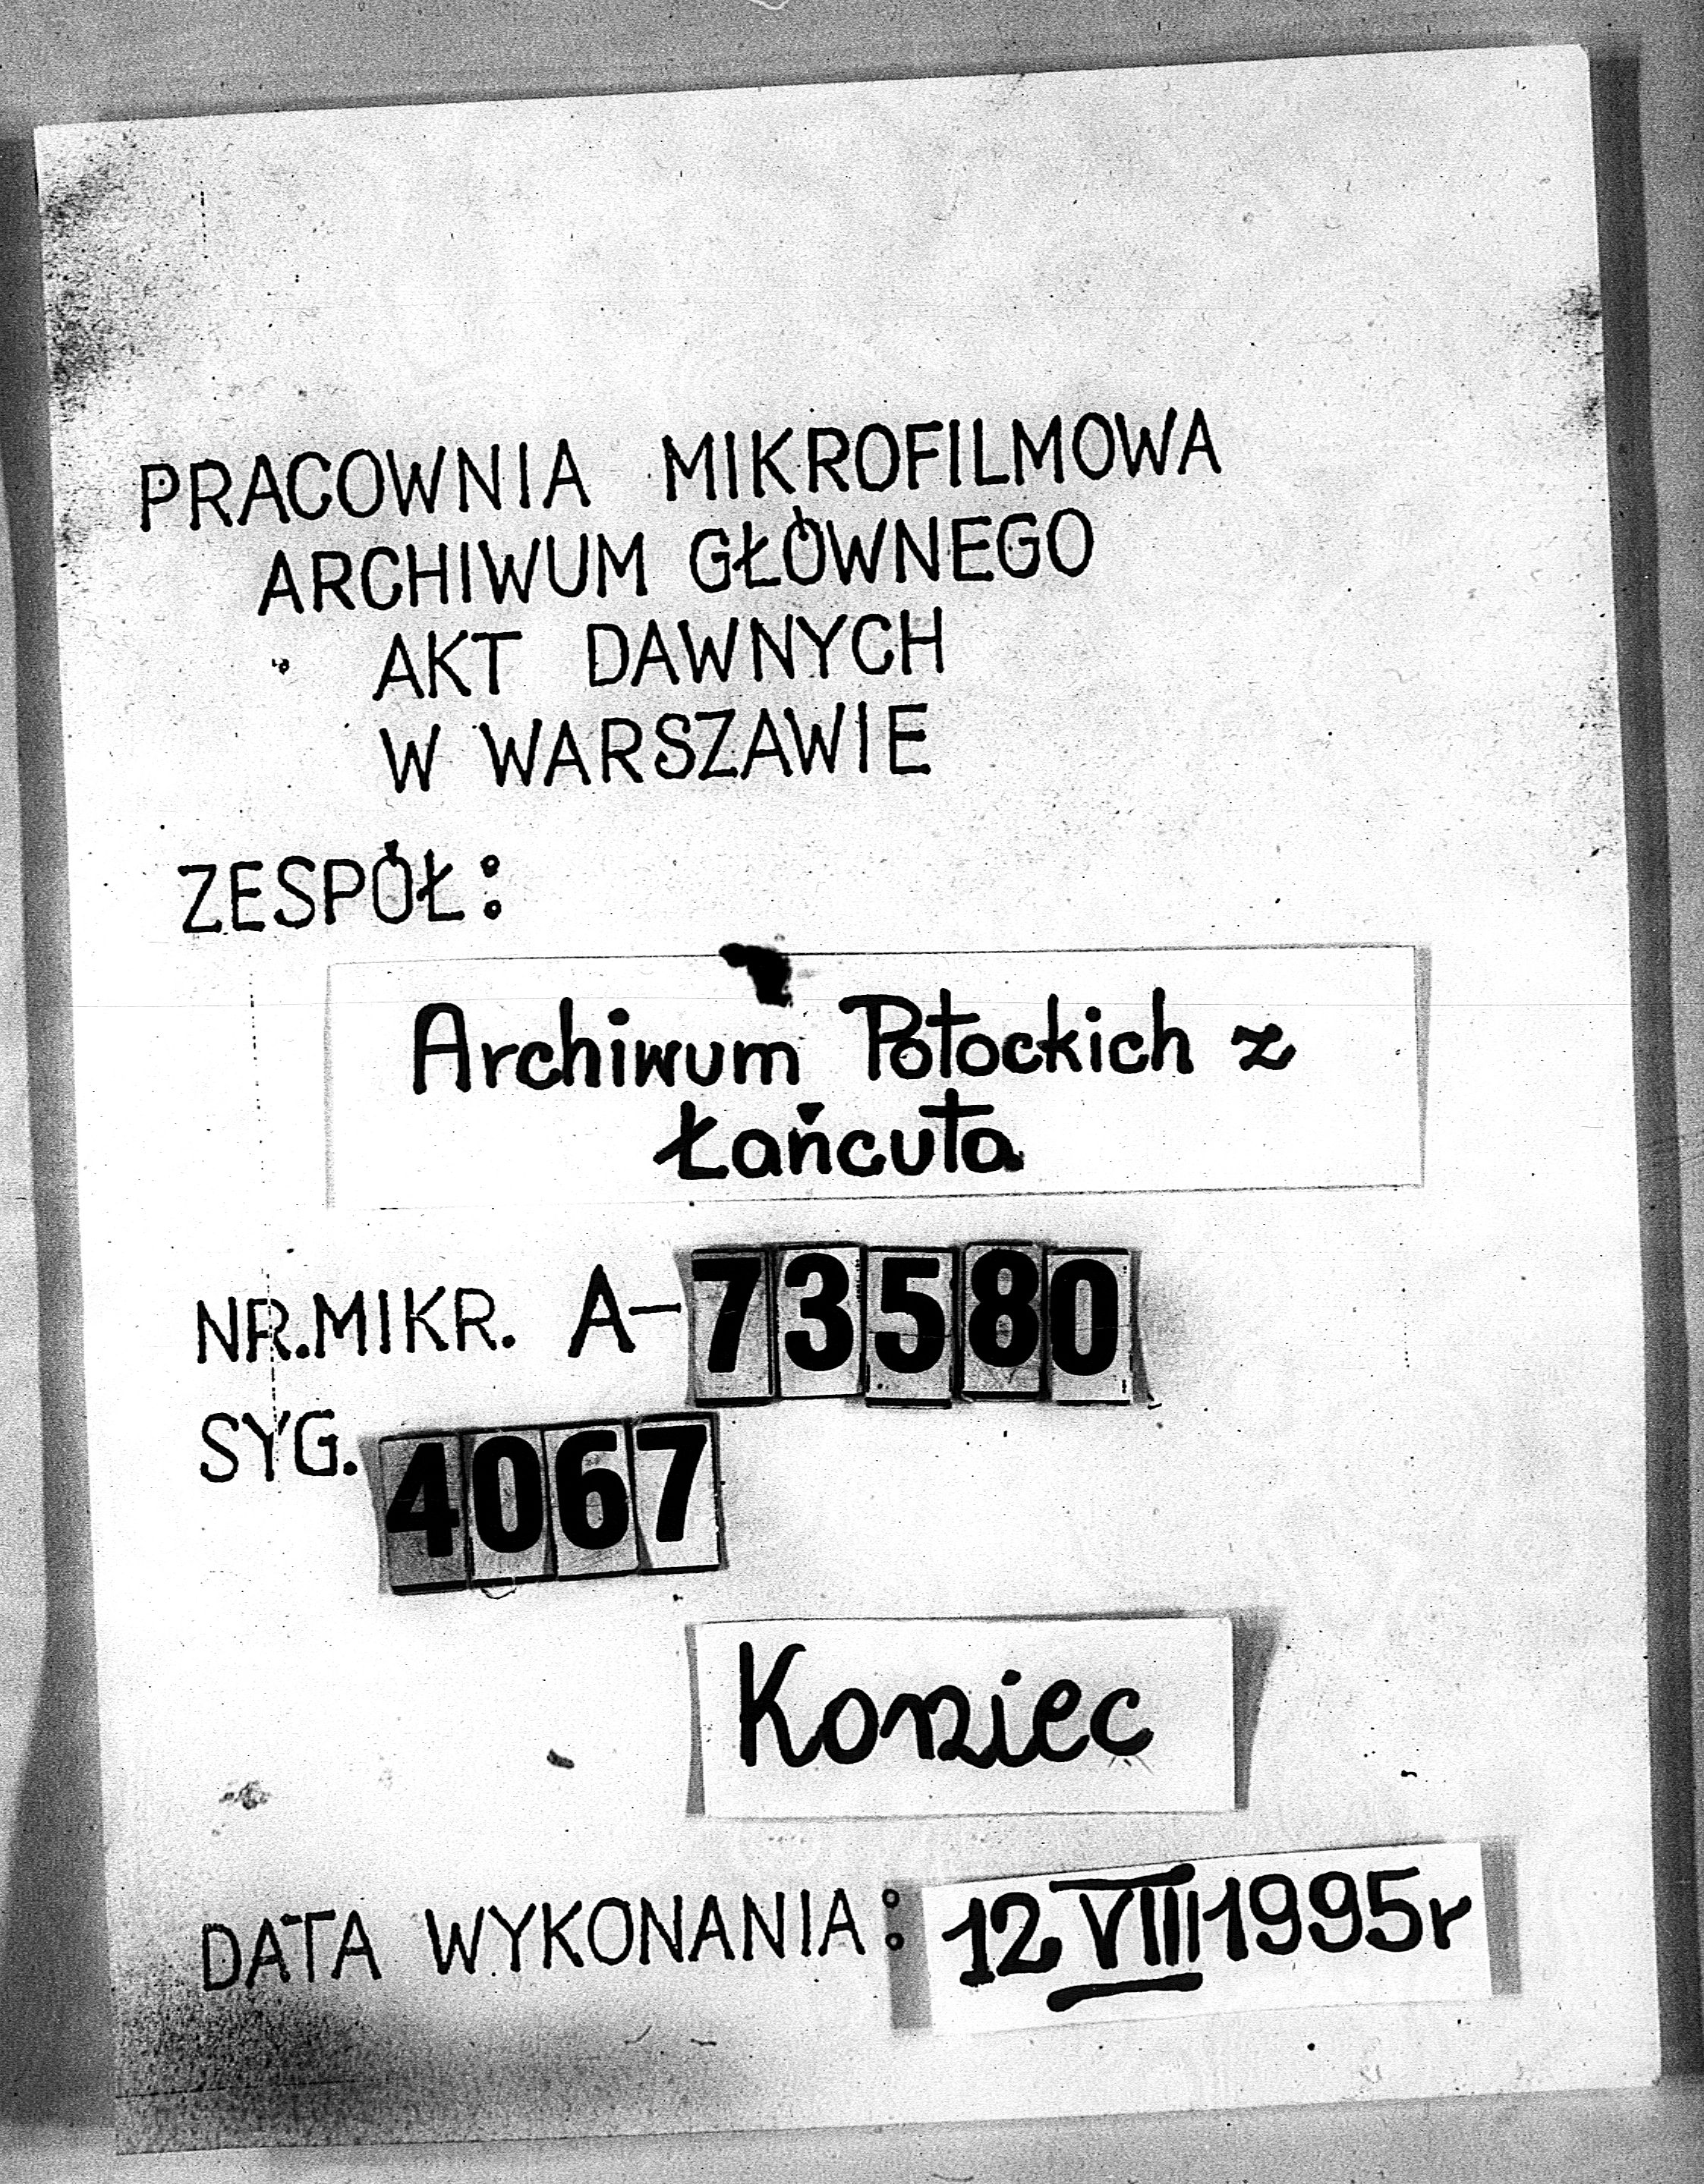 PRACOWNIA MIKROFILMOWA
ARCHIWUM GŁÓWNEGO
AKT DAWNYCH
W WARSZAWIE
ZESPÓŁ:
Archiwum Potockich z
Łańcuta
NR.MIKR. A-73580
SYG. 4067
Koniec
DATA WYKONANIA: 12 VIII 1995r